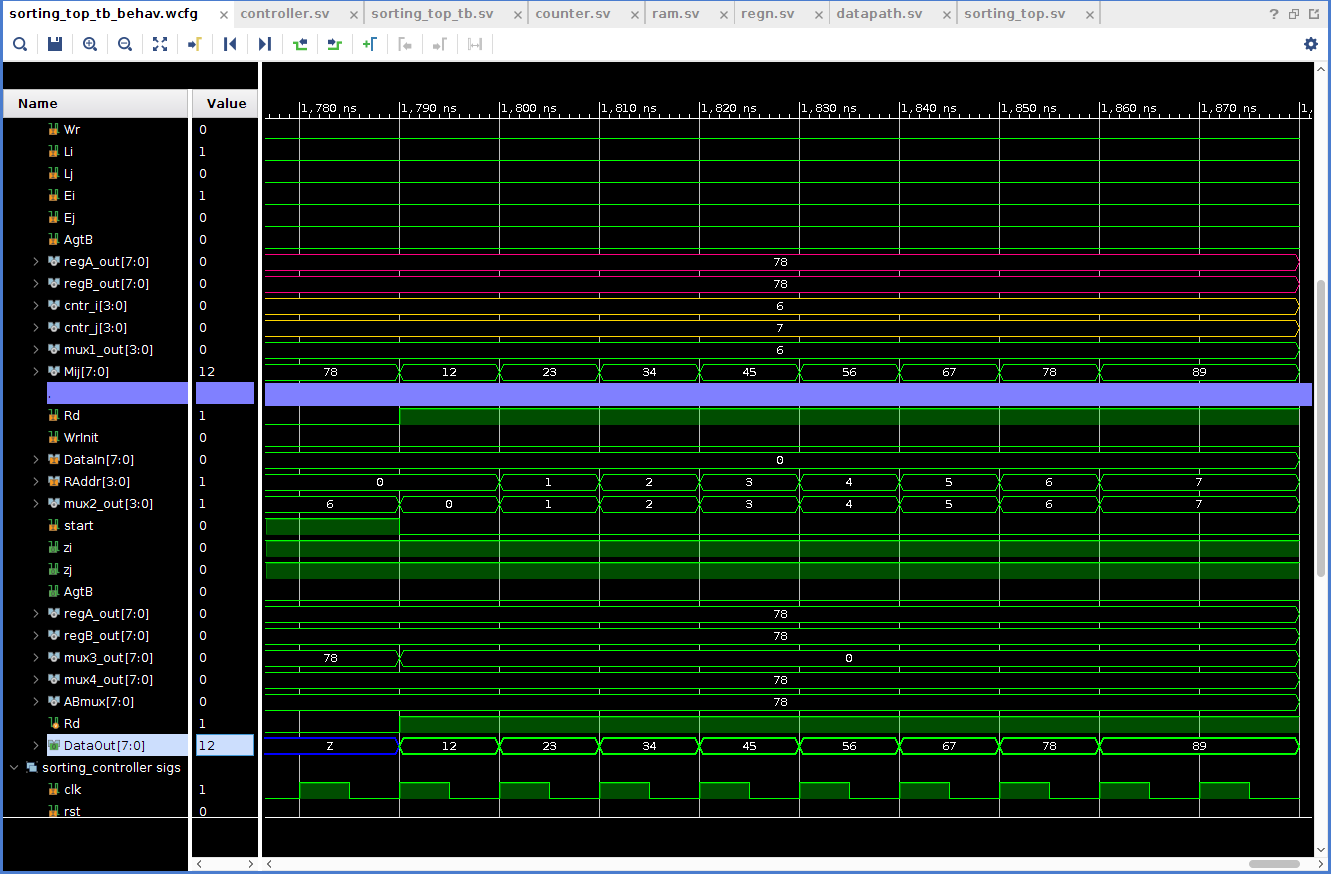 sorting_top_tb_behav.wcfg × controller.sv × sorting_top_tb.sv × counter.sv × ram.sv × regn.sv × datapath.sv × sorting_top.sv × ?
Name Value 1,780 ns 1,790 ns 1,800 ns 1,810 ns 1,820 ns 1,830 ns 1,840 ns 1,850 ns 1,860 ns 1,870 ns 1,
Wr 0
Li 1
Lj 0
Ei 1
Ej 0
AgtB 0
regA_out[7:0] 0 78
regB_out[7:0] 0 78
cntr_i[3:0] 0 6
cntr_j[3:0] 0 7
mux1_out[3:0] 0 6
Mij[7:0] 12 78 12 23 34 45 56 67 78 89
.
Rd 1
WrInit 0
DataIn[7:0] 0 0
RAddr[3:0] 1 0 1 2 3 4 5 6 7
mux2_out[3:0] 1 6 0 1 2 3 4 5 6 7
start 0
zi 0
zj 0
AgtB 0
regA_out[7:0] 0 78
regB_out[7:0] 0 78
mux3_out[7:0] 0 78 0
mux4_out[7:0] 0 78
ABmux[7:0] 0 78
Rd 1
DataOut[7:0] 12 Z 12 23 34 45 56 67 78 89
sorting_controller sigs
clk 1
rst 0